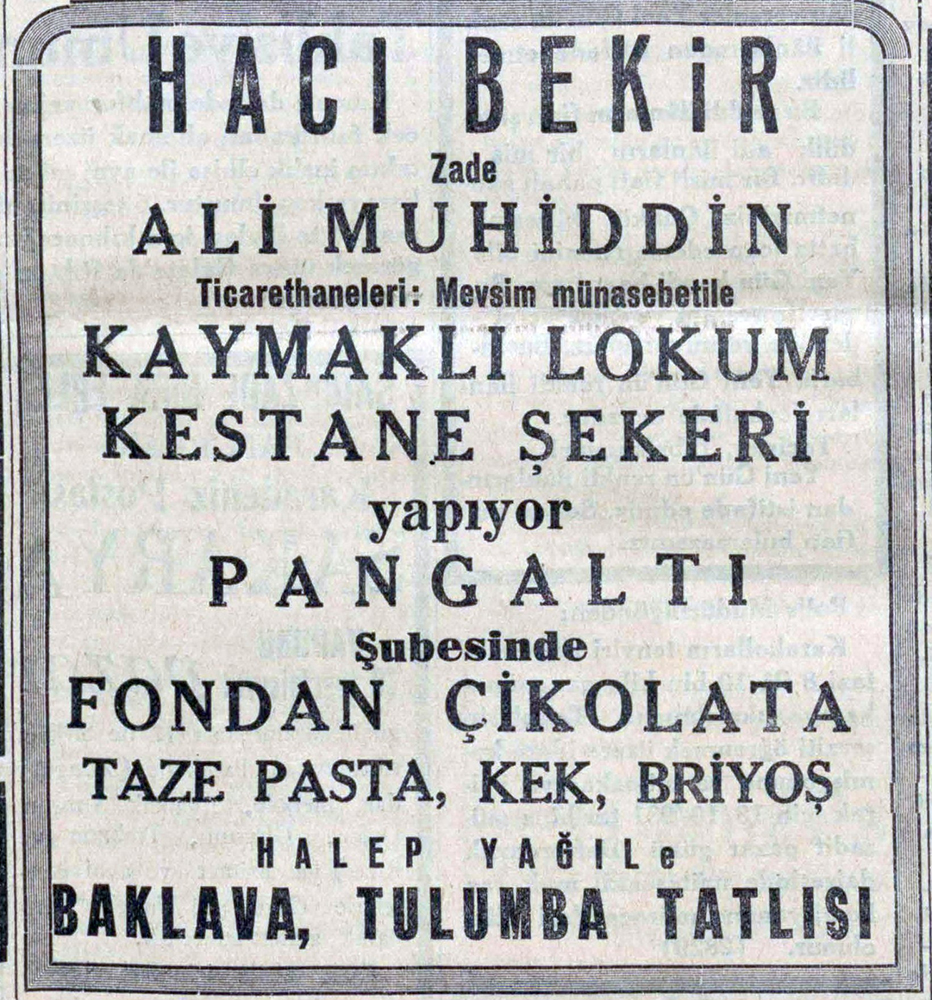 HACI BEKİR
Zade
ALİ MUHİDDİN
Ticarethaneleri: Mevsim münasebetile
KAYMAKLI LOKUM
KESTANE ŞEKERİ
yapıyor
PANGALTI
Şubesinde
FONDAN ÇİKOLATA
TAZE PASTA, KEK, BRİYOŞ
HALEP YAĞILe
BAKLAVA, TULUMBA TATLISI